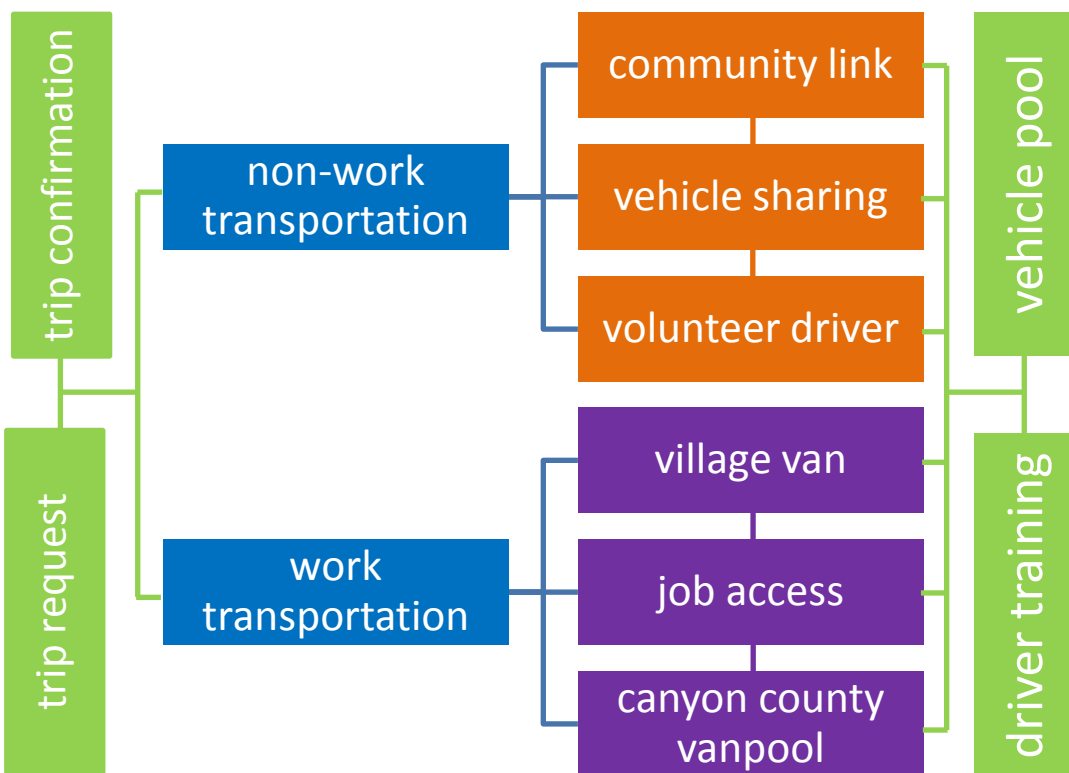 trip confirmation
trip request
non-work
transportation
work
transportation
community link
vehicle sharing
volunteer driver
village van
job access
canyon county
vanpool
vehicle pool
driver training